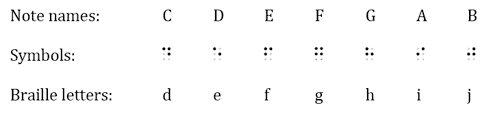 Note names: C D E F G A B
Symbols: ⠙ ⠑ ⠋ ⠛ ⠓ ⠊ ⠚
Braille letters: d e f g h i j